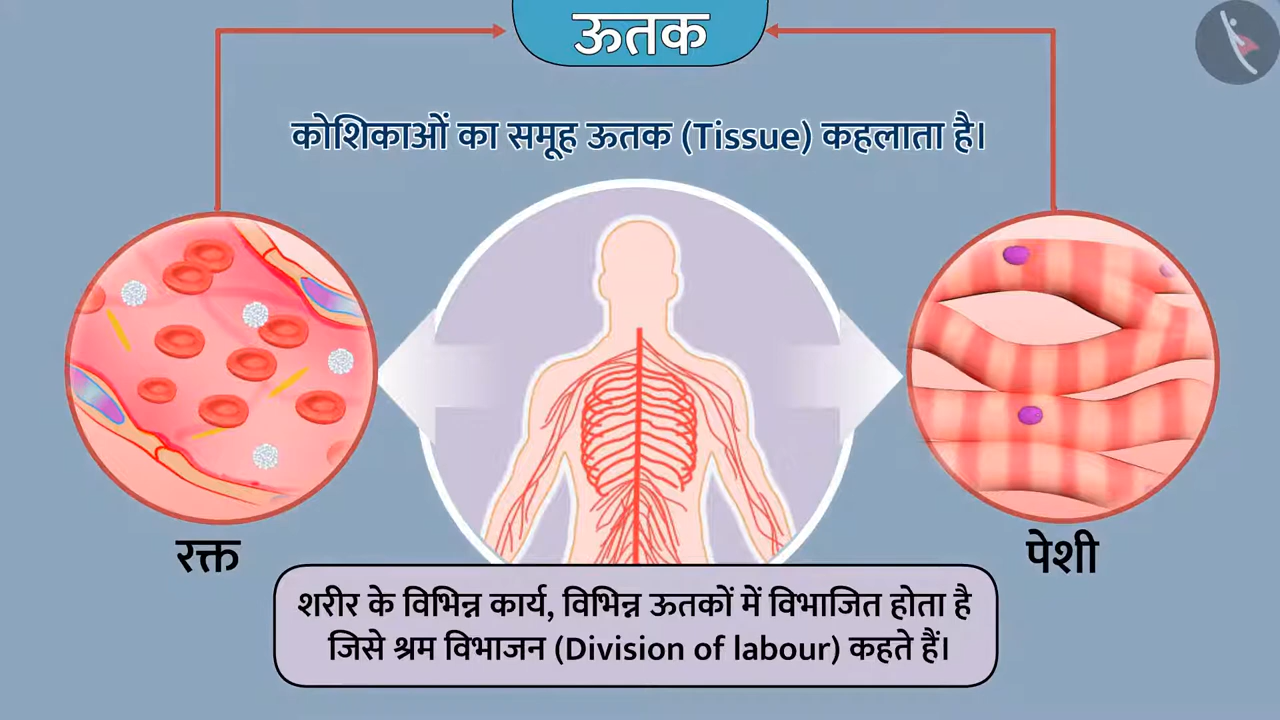 ऊतक
कोशिकाओं का समूह ऊतक (Tissue) कहलाता है।
रक्त
पेशी
शरीर के विभिन्न कार्य, विभिन्न ऊतकों में विभाजित होता है
जिसे श्रम विभाजन (Division of labour) कहते हैं।